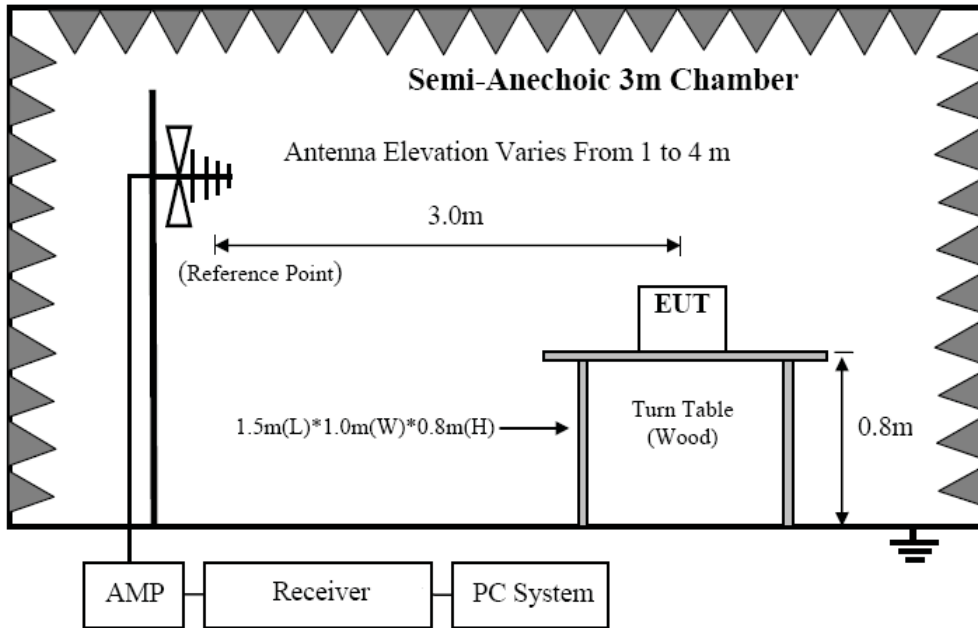 Semi-Anechoic 3m Chamber
Antenna Elevation Varies From 1 to 4 m
3.0m
(Reference Point)
EUT
1.5m(L)*1.0m(W)*0.8m(H)
Turn Table
(Wood)
0.8m
AMP
Receiver
PC System